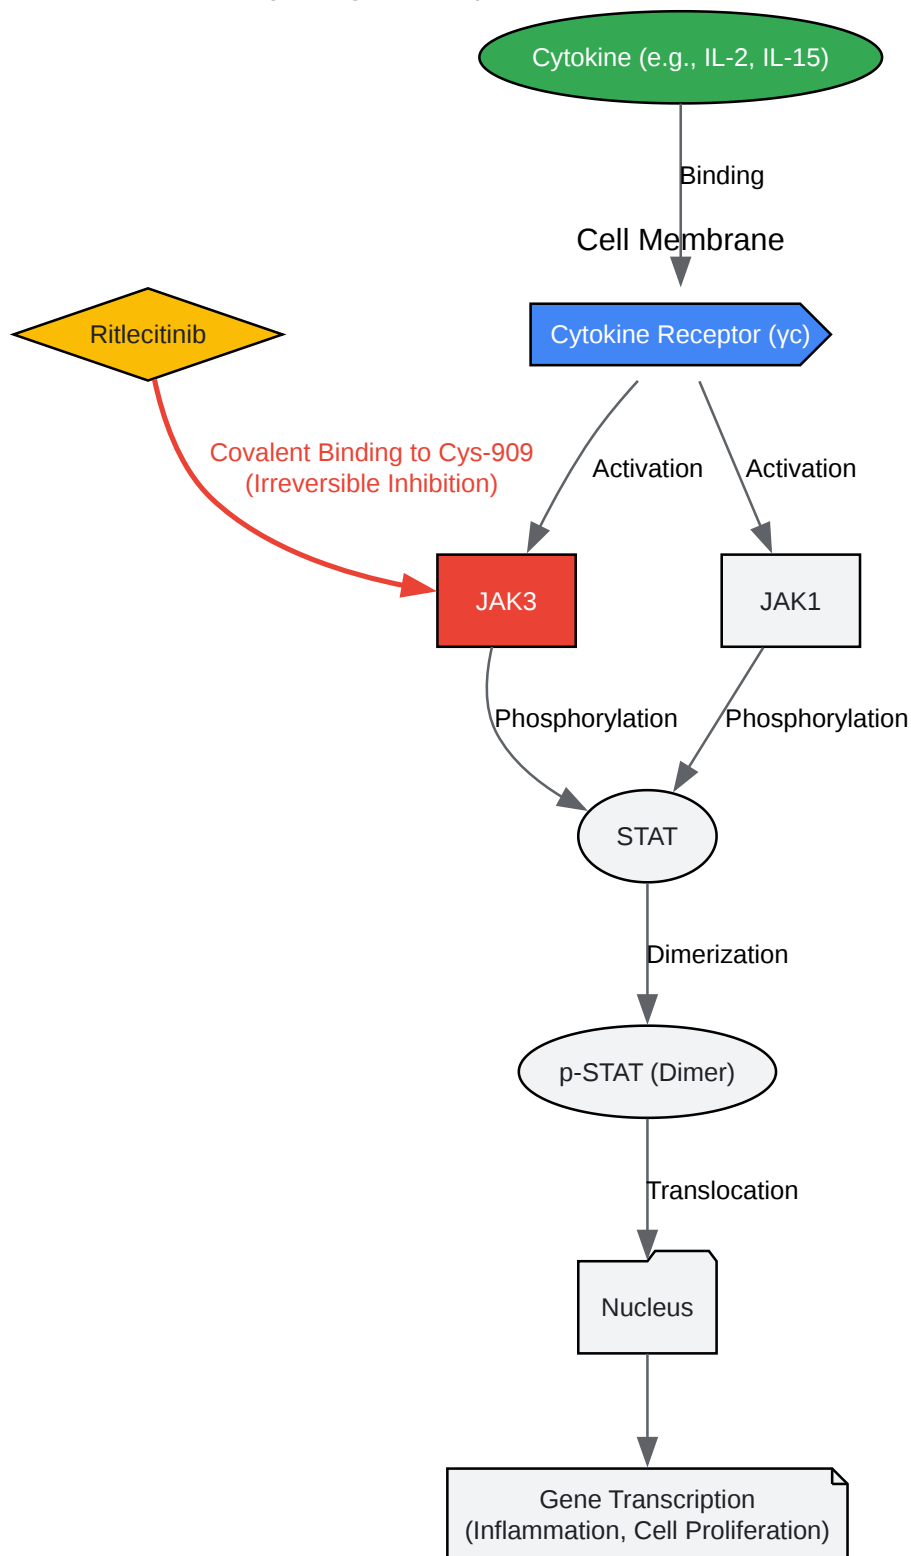 Cytokine (e.g., IL-2, IL-15)
Binding
Cell Membrane
Ritlecitinib
Cytokine Receptor (γc)
Covalent Binding to Cys-909
(Irreversible Inhibition)
Activation
Activation
JAK3
JAK1
Phosphorylation
Phosphorylation
STAT
Dimerization
p-STAT (Dimer)
Translocation
Nucleus
Gene Transcription
(Inflammation, Cell Proliferation)